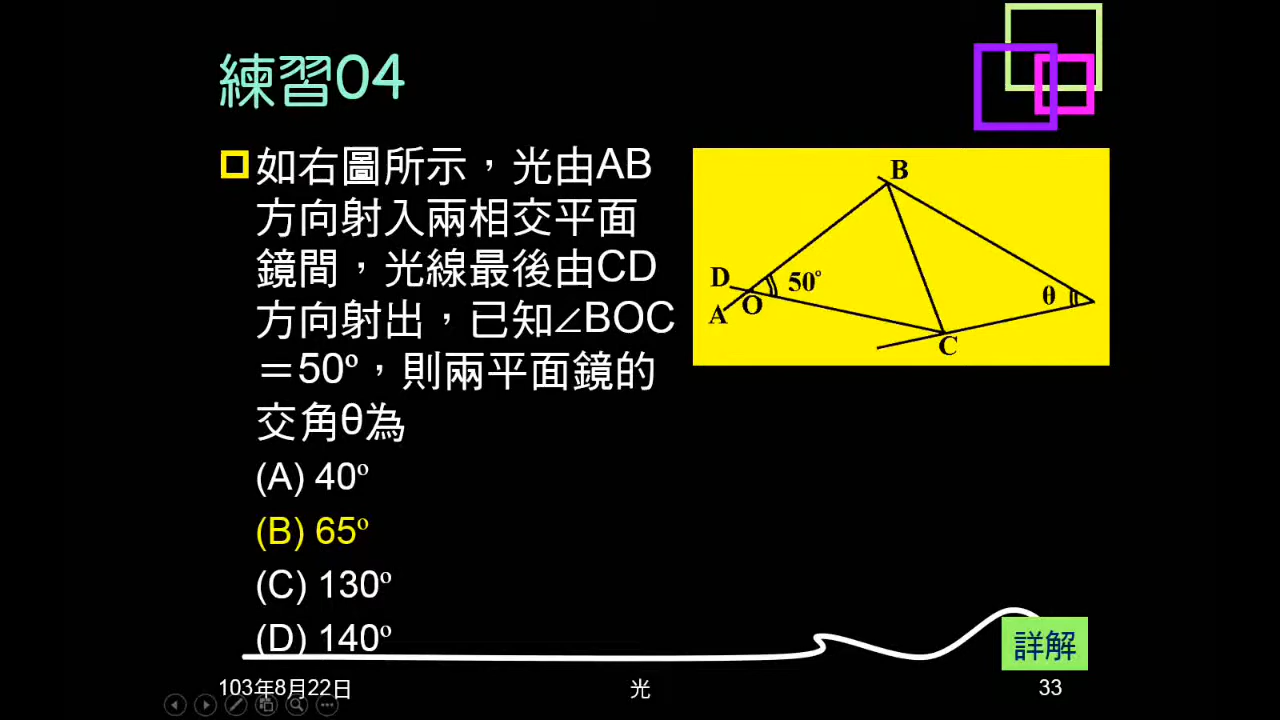 練習04
如右圖所示，光由AB
方向射入兩相交平面
鏡間，光線最後由CD
方向射出，已知∠BOC
＝50º，則兩平面鏡的
交角θ為
(A) 40º
(B) 65º
(C) 130º
(D) 140º
B
D
50°
θ
A
O
C
詳解
103年8月22日
光
33